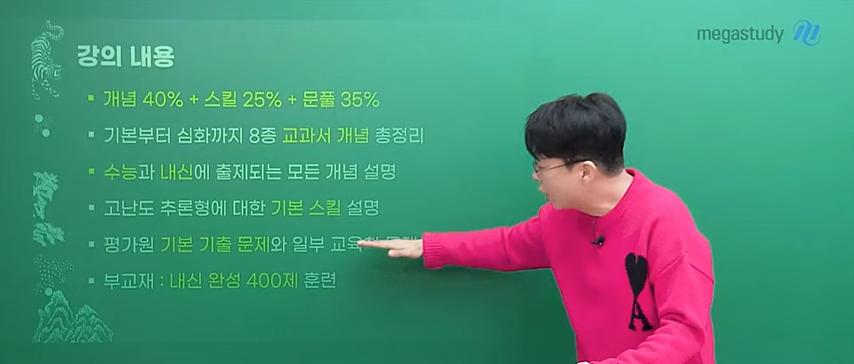 megastudy
강의 내용
▪ 개념 40% + 스킬 25% + 문풀 35%
▪ 기본부터 심화까지 8종 교과서 개념 총정리
▪ 수능과 내신에 출제되는 모든 개념 설명
▪ 고난도 추론형에 대한 기본 스킬 설명
▪ 평가원 기본 기출 문제와 일부
▪ 부교재 : 내신 완성 400제 훈련
A